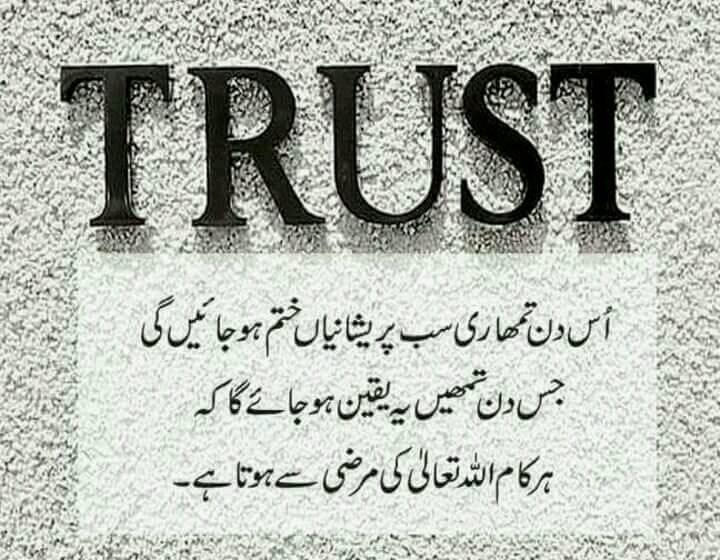 TRUST
اُس دن تمھاری سب پریشانیاں ختم ہو جائیں گی
جس دن تمھیں یہ یقین ہو جائے گا کہ
ہر کام اللہ تعالیٰ کی مرضی سے ہوتا ہے۔